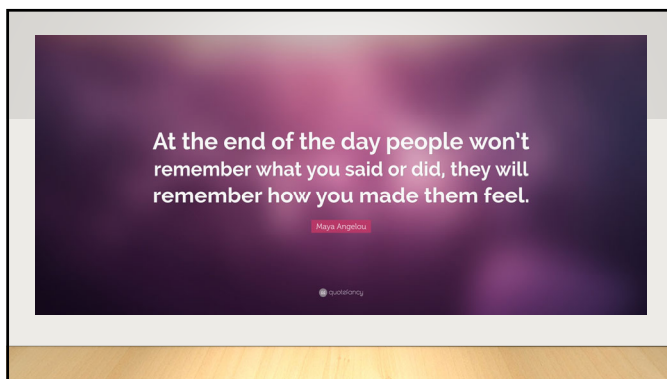 At the end of the day people won’t
remember what you said or did, they will
remember how you made them feel.
Maya Angelou
quotefancy